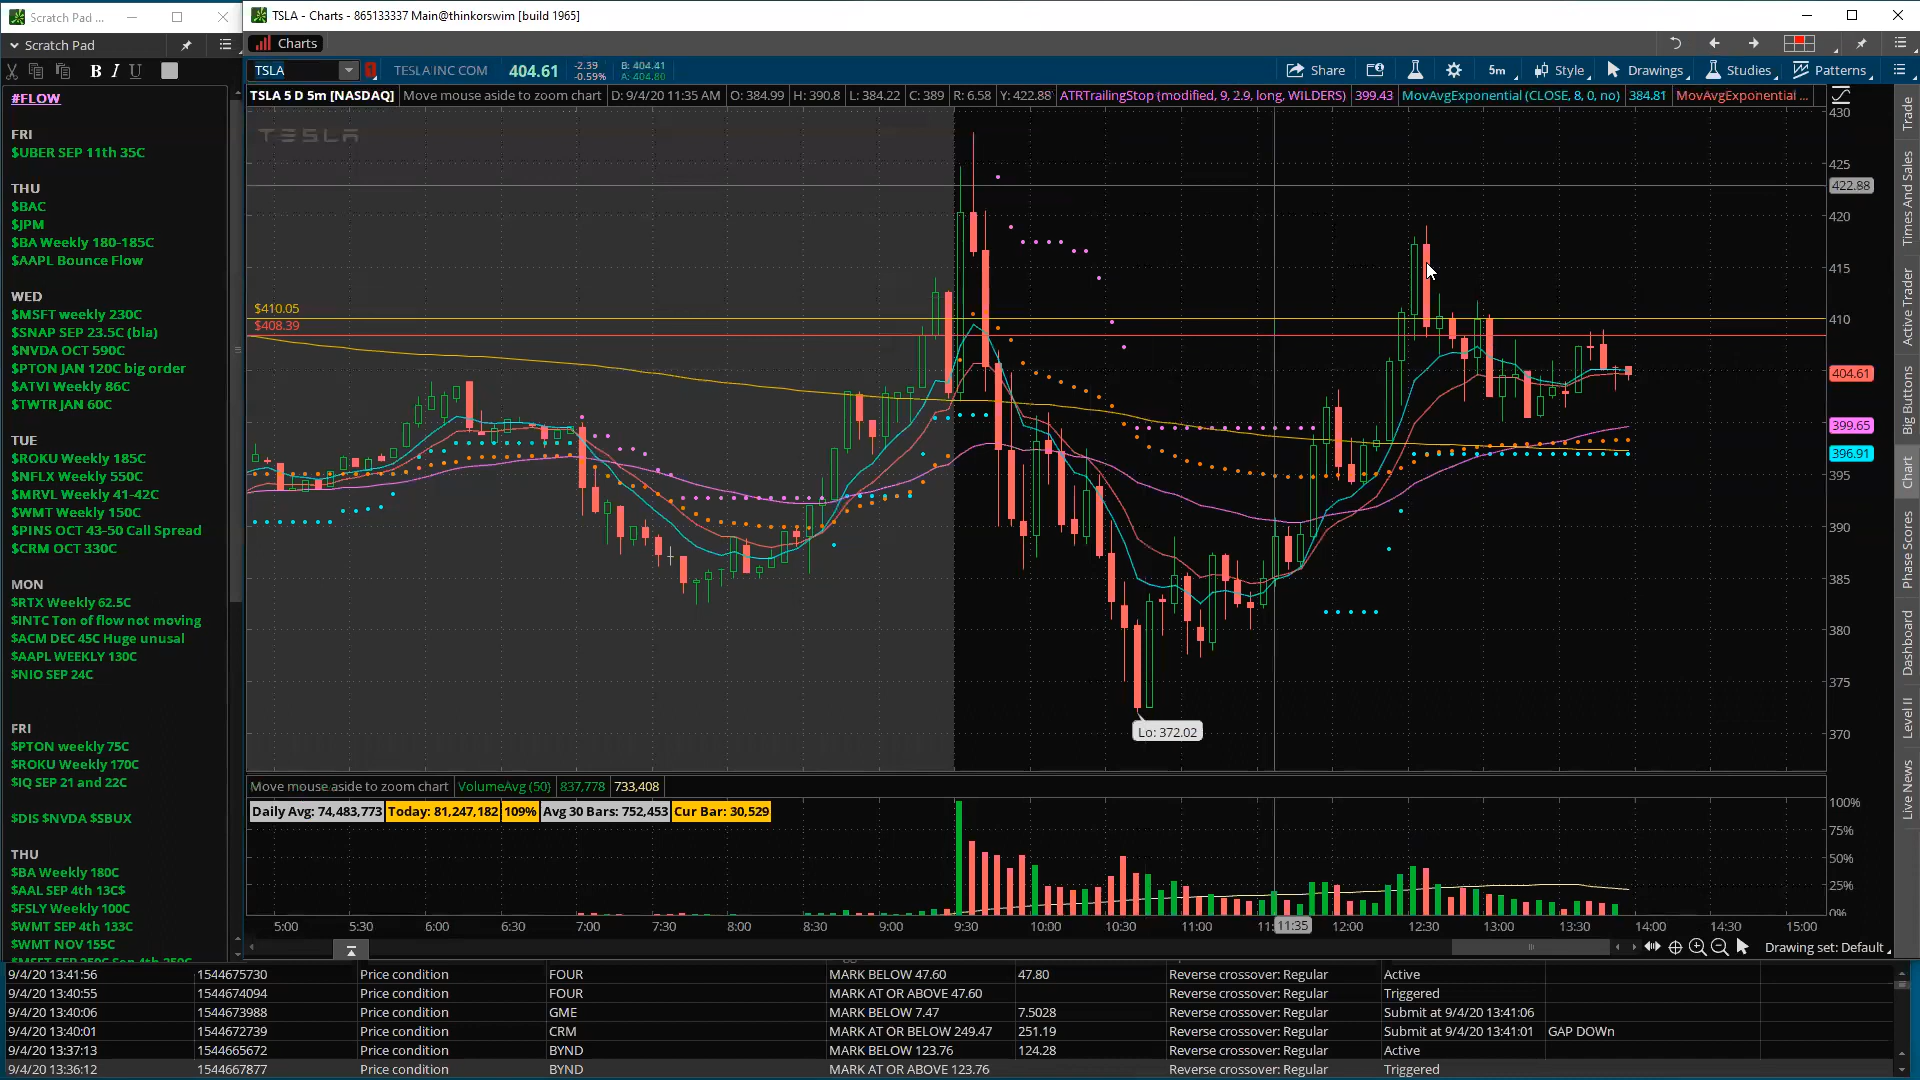 Scratch Pad ...
TSLA - Charts - 865133337 Main@thinkorswim [build 1965]
Scratch Pad
Charts
B I U
TSLA
TESLA INC COM
404.61
-2.39
-0.59%
B: 404.41
A: 404.80
Share
5m
Style
Drawings
Studies
Patterns
TSLA 5 D 5m [NASDAQ]
Move mouse aside to zoom chart
D: 9/4/20 11:35 AM
O: 384.99
H: 390.8
L: 384.22
C: 389
R: 6.58
Y: 422.88
ATRTrailingStop (modified, 9, 2.9, long, WILDERS)
399.43
MovAvgExponential (CLOSE, 8, 0, no)
384.81
MovAvgExponential ...
#FLOW
FRI
$UBER SEP 11th 35C
THU
$BAC
$JPM
$BA Weekly 180-185C
$AAPL Bounce Flow
WED
$MSFT weekly 230C
$SNAP SEP 23.5C (bla)
$NVDA OCT 590C
$PTON JAN 120C big order
$ATVI Weekly 86C
$TWTR JAN 60C
TUE
$ROKU Weekly 185C
$NFLX Weekly 550C
$MRVL Weekly 41-42C
$WMT Weekly 150C
$PINS OCT 43-50 Call Spread
$CRM OCT 330C
MON
$RTX Weekly 62.5C
$INTC Ton of flow not moving
$ACM DEC 45C Huge unusal
$AAPL WEEKLY 130C
$NIO SEP 24C
FRI
$PTON weekly 75C
$ROKU Weekly 170C
$IQ SEP 21 and 22C
$DIS $NVDA $SBUX
THU
$BA Weekly 180C
$AAL SEP 4th 13C$
$FSLY Weekly 100C
$WMT SEP 4th 133C
$WMT NOV 155C
$MSFT SEP 250C Sep 4th 250C
TESLA
$410.05
$408.39
Lo: 372.02
430
425
422.88
420
415
410
404.61
399.65
396.91
395
390
385
380
375
370
Move mouse aside to zoom chart
VolumeAvg (50)
837,778
733,408
Daily Avg: 74,483,773
Today: 81,247,182
109%
Avg 30 Bars: 752,453
Cur Bar: 30,529
100%
75%
50%
25%
0%
5:00 5:30 6:00 6:30 7:00 7:30 8:00 8:30 9:00 9:30 10:00 10:30 11:00 11:35 12:00 12:30 13:00 13:30 14:00 14:30 15:00
Drawing set: Default
Trade
Times And Sales
Active Trader
Big Buttons
Chart
Phase Scores
Dashboard
Level II
Live News
9/4/20 13:41:56 1544675730 Price condition FOUR MARK BELOW 47.60 47.80 Reverse crossover: Regular Active
9/4/20 13:40:55 1544674094 Price condition FOUR MARK AT OR ABOVE 47.60 Reverse crossover: Regular Triggered
9/4/20 13:40:06 1544673988 Price condition GME MARK BELOW 7.47 7.5028 Reverse crossover: Regular Submit at 9/4/20 13:41:06
9/4/20 13:40:01 1544672739 Price condition CRM MARK AT OR BELOW 249.47 251.19 Reverse crossover: Regular Submit at 9/4/20 13:41:01 GAP DOWn
9/4/20 13:37:13 1544665672 Price condition BYND MARK BELOW 123.76 124.28 Reverse crossover: Regular Active
9/4/20 13:36:12 1544667877 Price condition BYND MARK AT OR ABOVE 123.76 Reverse crossover: Regular Triggered